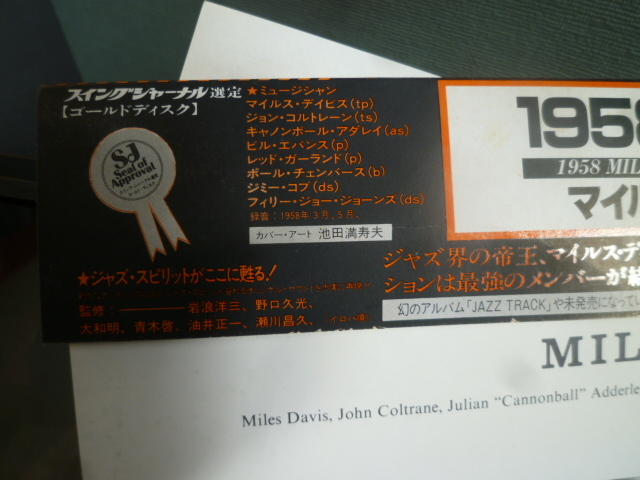 スイングジャーナル選定
【ゴールドディスク】
SJ
Seal of
Approval
★ミュージシャン
マイルス・デイビス(tp)
ジョン・コルトレーン(ts)
キャノンボール・アダレイ(as)
ビル・エバンス(p)
レッド・ガーランド(p)
ポール・チェンバース(b)
ジミー・コブ(ds)
フィリー・ジョー・ジョーンズ(ds)
録音：1958年3月、5月、
カバー・アート 池田満寿夫
★ジャズ・スピリットがここに甦る!
監修：――――岩浪洋三、野口久光、
大和明、青木啓、油井正一、瀬川昌久、 (イロハ順)
1958
1958 MIL
マイル
ジャズ界の帝王、マイルス・デ
ションは最強のメンバーが
幻のアルバム「JAZZ TRACK」や未発売になってい
MIL
Miles Davis, John Coltrane, Julian “Cannonball” Adderle